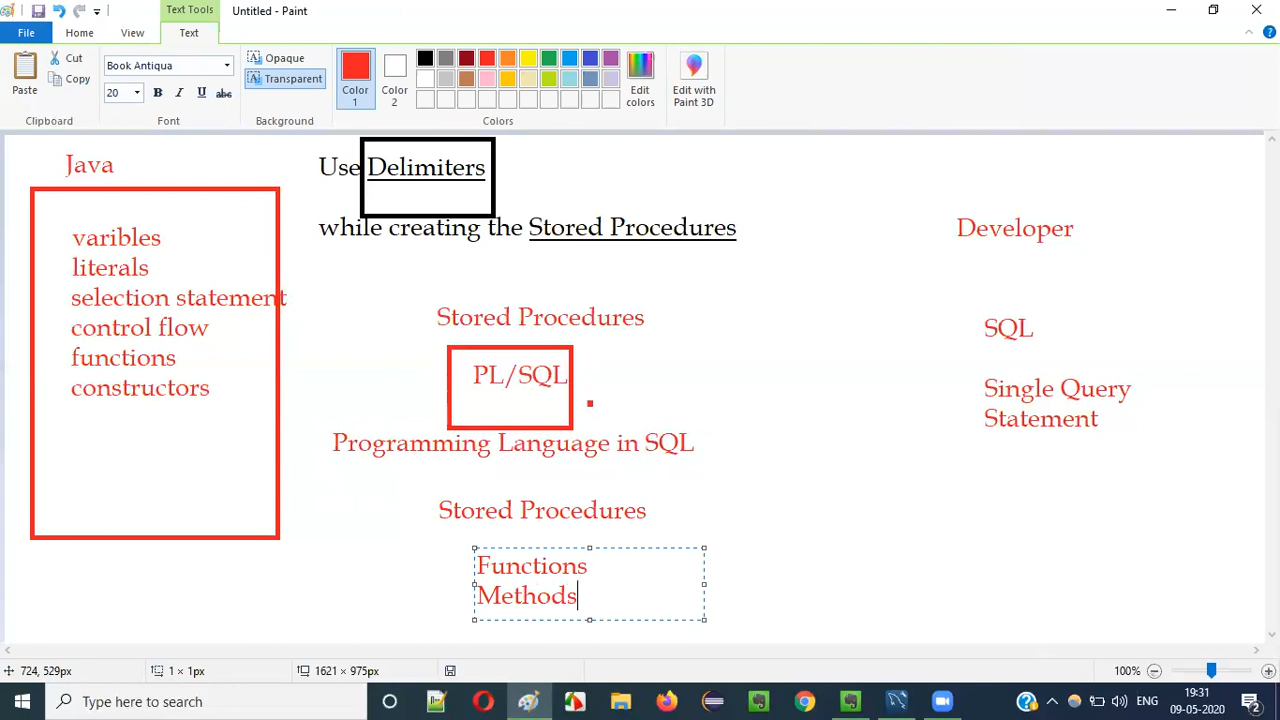 Text Tools
Untitled - Paint
File
Home
View
Text
Paste
Cut
Copy
Clipboard
Book Antiqua
20
B I U abc
Font
Opaque
Transparent
Background
Color 1
Color 2
Edit colors
Colors
Edit with Paint 3D
Java
varibles
literals
selection statement
control flow
functions
constructors
Use Delimiters
while creating the Stored Procedures
Stored Procedures
PL/SQL
Programming Language in SQL
Stored Procedures
Functions
Methods
Developer
SQL
Single Query
Statement
724, 529px
1 × 1px
1621 × 975px
100%
Type here to search
ENG
19:31
09-05-2020
2